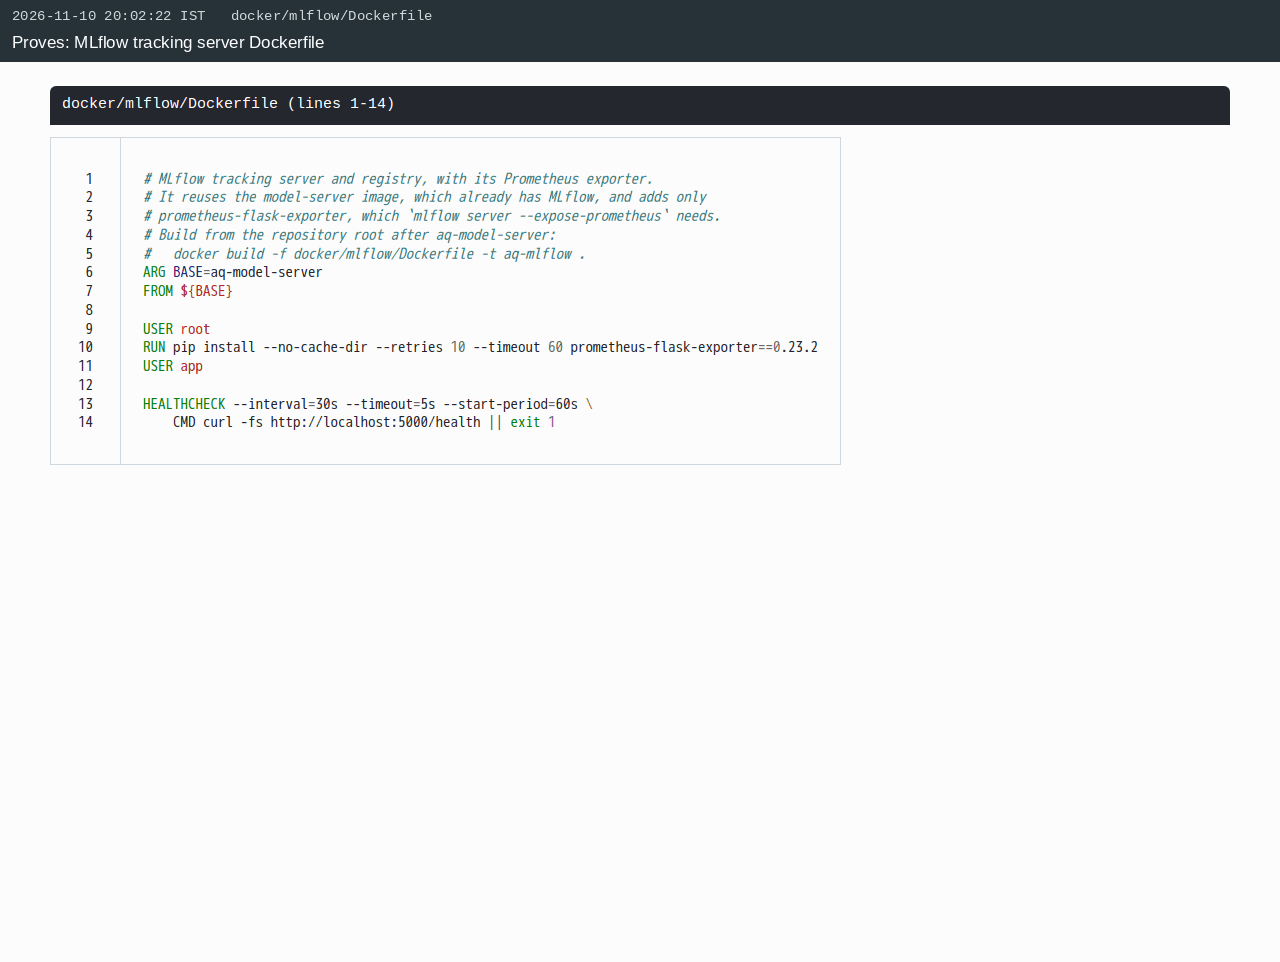 2026-11-10 20:02:22 IST   docker/mlflow/Dockerfile
Proves: MLflow tracking server Dockerfile
docker/mlflow/Dockerfile (lines 1-14)
1 # MLflow tracking server and registry, with its Prometheus exporter.
2 # It reuses the model-server image, which already has MLflow, and adds only
3 # prometheus-flask-exporter, which `mlflow server --expose-prometheus` needs.
4 # Build from the repository root after aq-model-server:
5 #   docker build -f docker/mlflow/Dockerfile -t aq-mlflow .
6 ARG BASE=aq-model-server
7 FROM ${BASE}
8
9 USER root
10 RUN pip install --no-cache-dir --retries 10 --timeout 60 prometheus-flask-exporter==0.23.2
11 USER app
12
13 HEALTHCHECK --interval=30s --timeout=5s --start-period=60s \
14     CMD curl -fs http://localhost:5000/health || exit 1